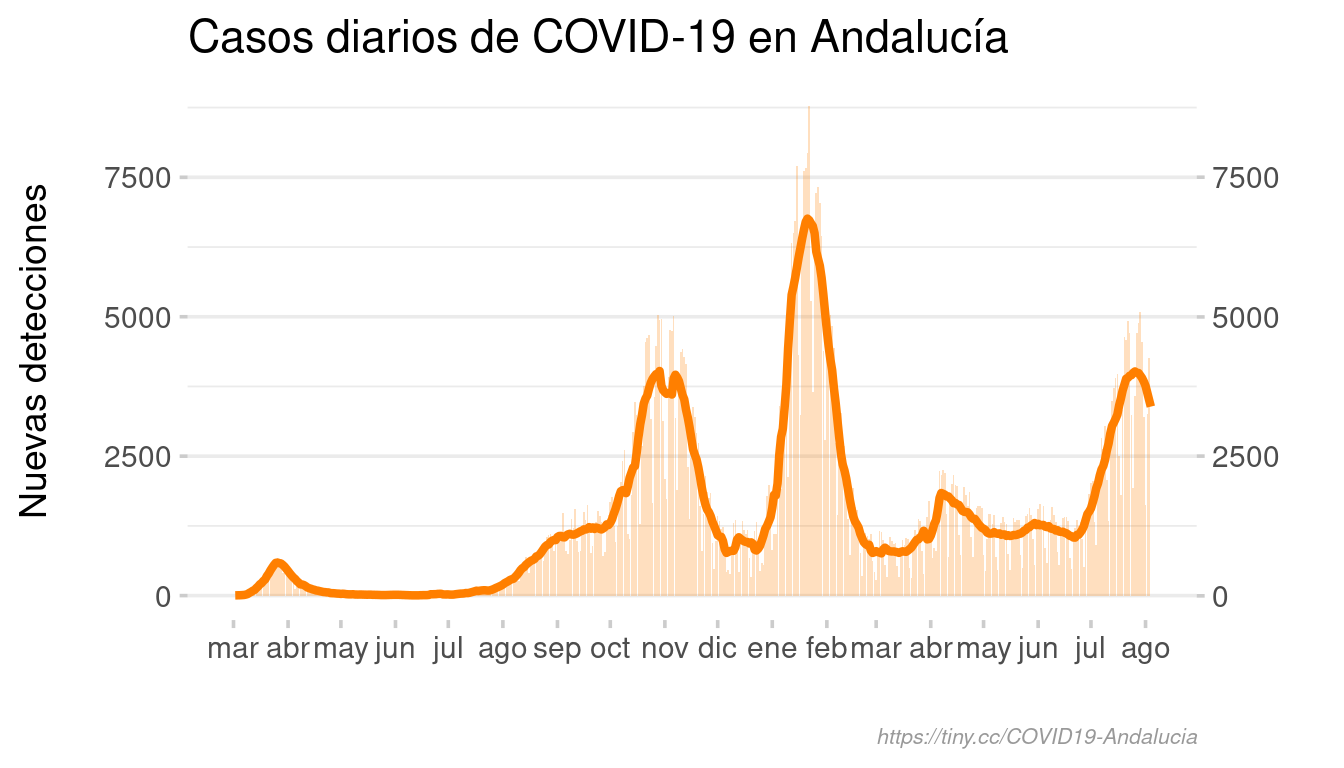 Casos diarios de COVID-19 en Andalucía
Nuevas detecciones
7500 7500
5000 5000
2500 2500
0 0
mar abr may jun jul ago sep oct nov dic ene feb mar abr may jun jul ago
https://tiny.cc/COVID19-Andalucia